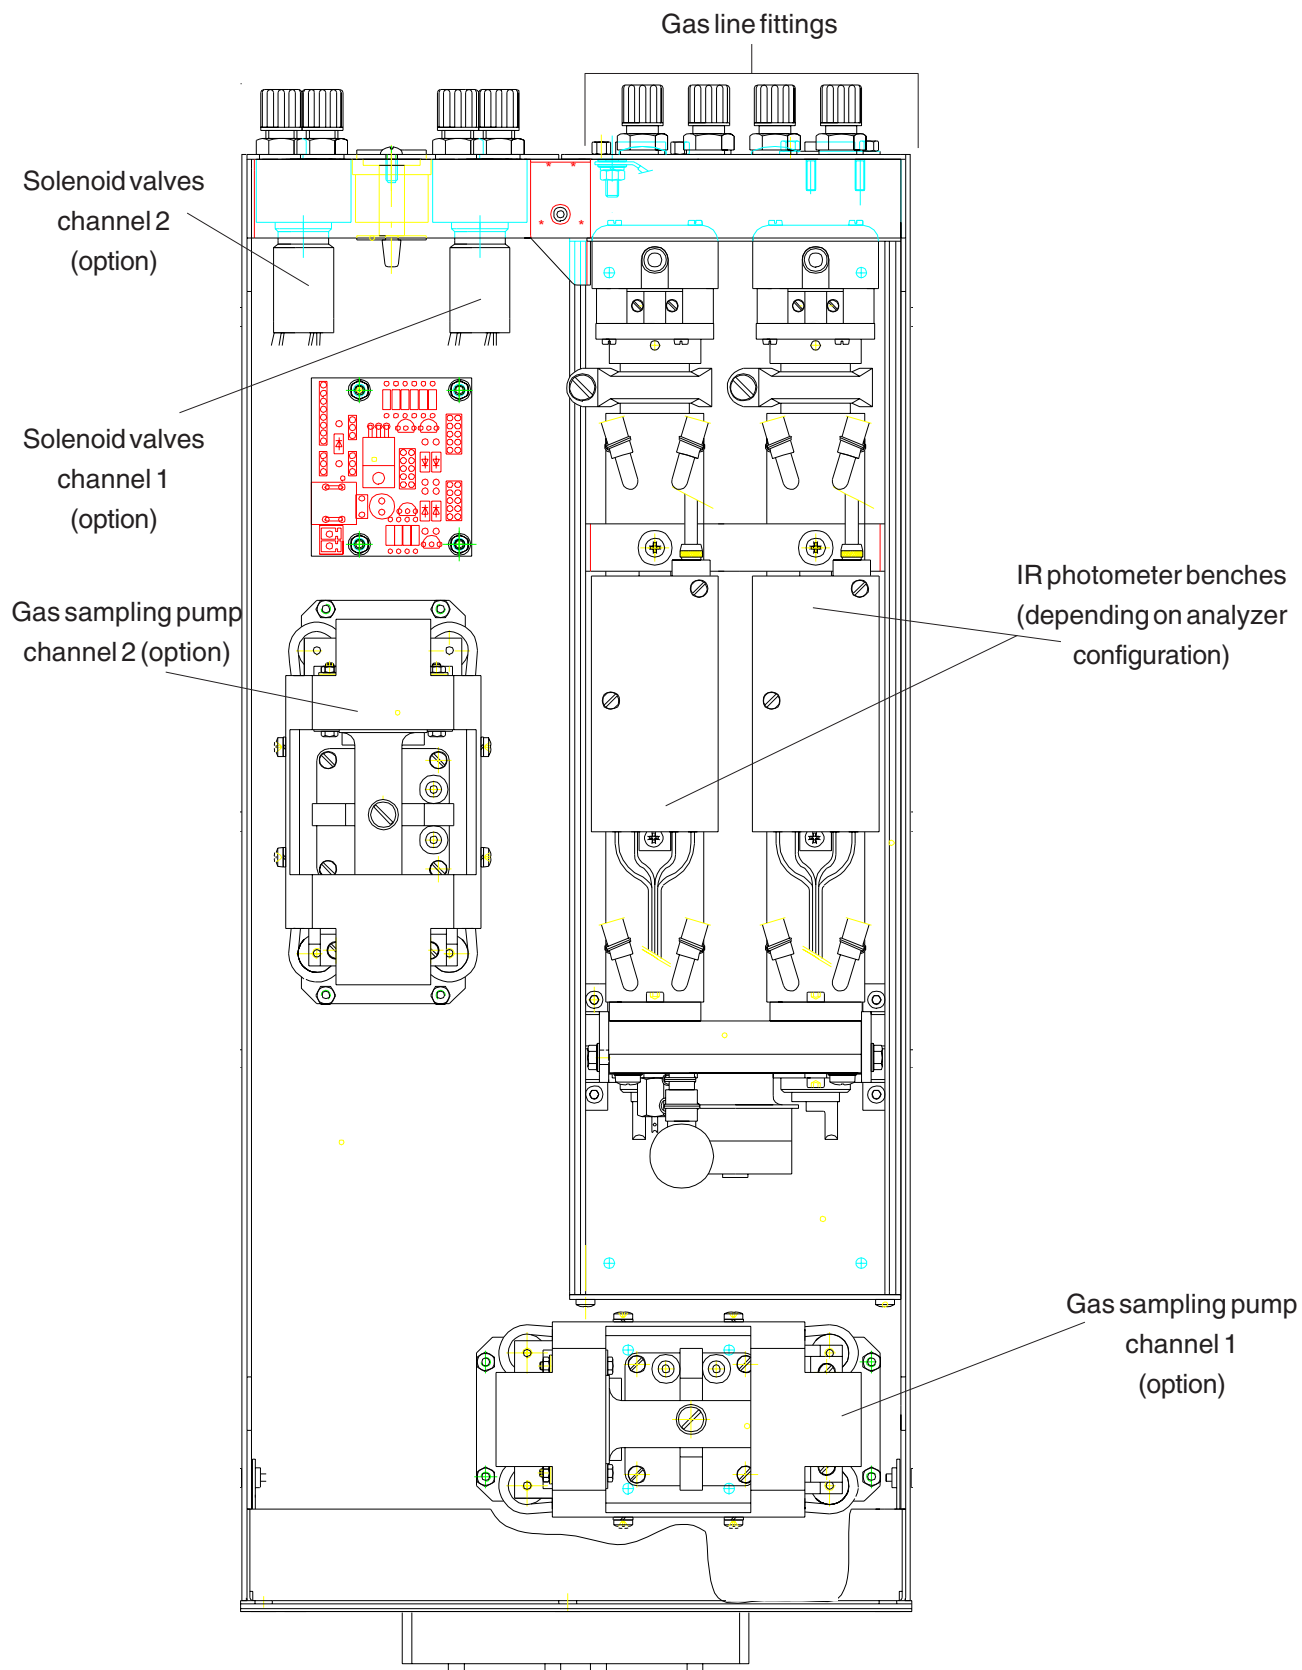 Gas line fittings
Solenoid valves
channel 2
(option)
Solenoid valves
channel 1
(option)
Gas sampling pump
channel 2 (option)
IR photometer benches
(depending on analyzer
configuration)
Gas sampling pump
channel 1
(option)